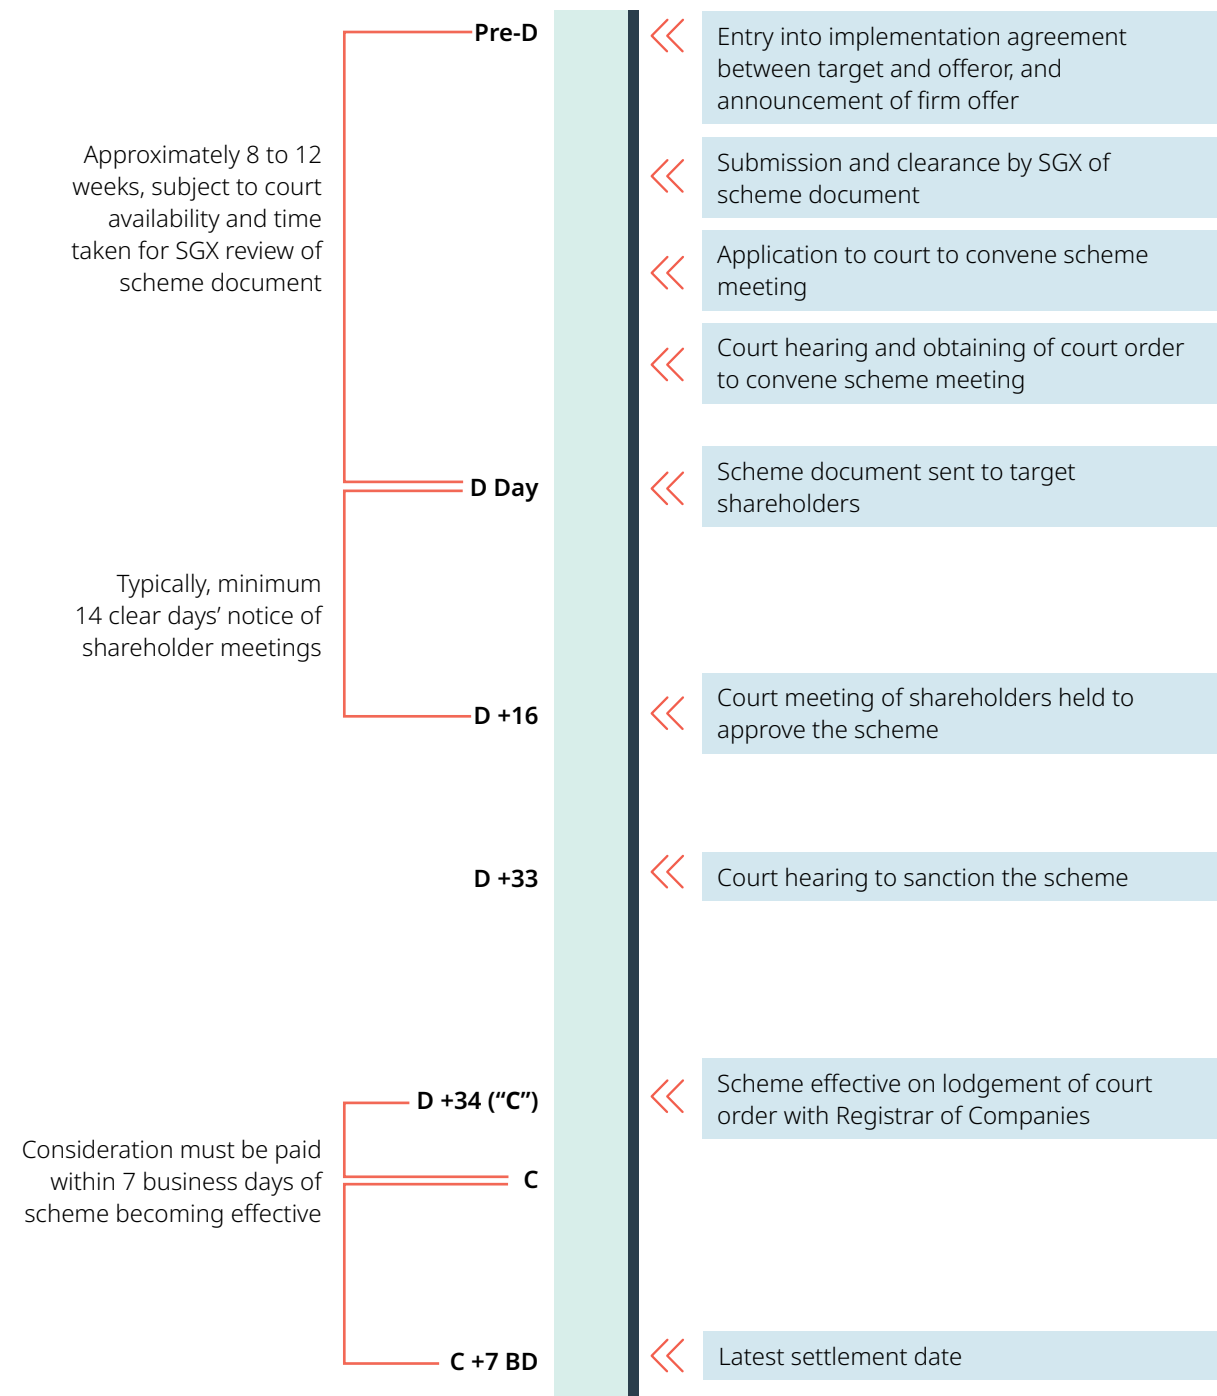 Pre-D
Entry into implementation agreement
between target and offeror, and
announcement of firm offer
Approximately 8 to 12
weeks, subject to court
availability and time
taken for SGX review of
scheme document
Submission and clearance by SGX of
scheme document
Application to court to convene scheme
meeting
Court hearing and obtaining of court order
to convene scheme meeting
D Day
Scheme document sent to target
shareholders
Typically, minimum
14 clear days’ notice of
shareholder meetings
D +16
Court meeting of shareholders held to
approve the scheme
D +33
Court hearing to sanction the scheme
D +34 (“C”)
Scheme effective on lodgement of court
order with Registrar of Companies
Consideration must be paid
within 7 business days of
scheme becoming effective
C
C +7 BD
Latest settlement date